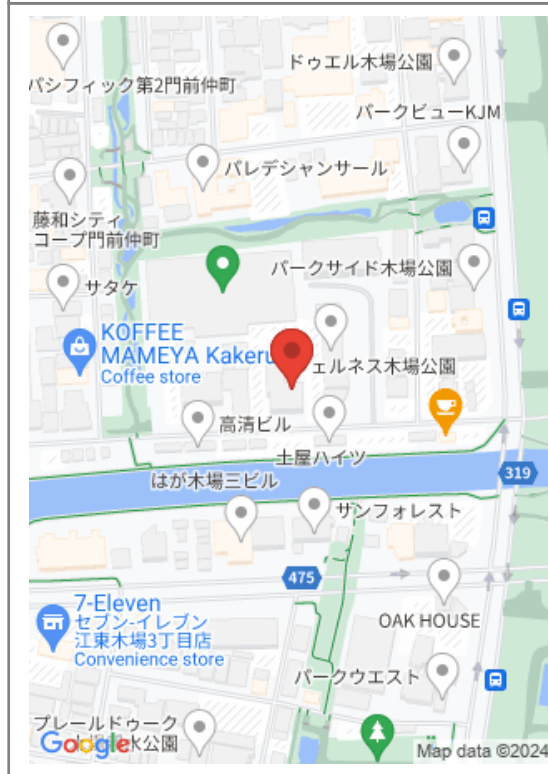 ドゥエル木場公園
パシフィック第2門前仲町
パークビューKJM
パレデシャンサール
藤和シティ
コープ門前仲町
パークサイド木場公園
サタケ
KOFFEE
MAMEYA Kakeru
Coffee store
ェルネス木場公園
高清ビル
土屋ハイツ
はが木場三ビル
319
サンフォレスト
475
7-Eleven
セブン-イレブン
江東木場3丁目店
Convenience store
OAK HOUSE
パークウエスト
プレールドゥーク
公園
Google
Map data ©2024